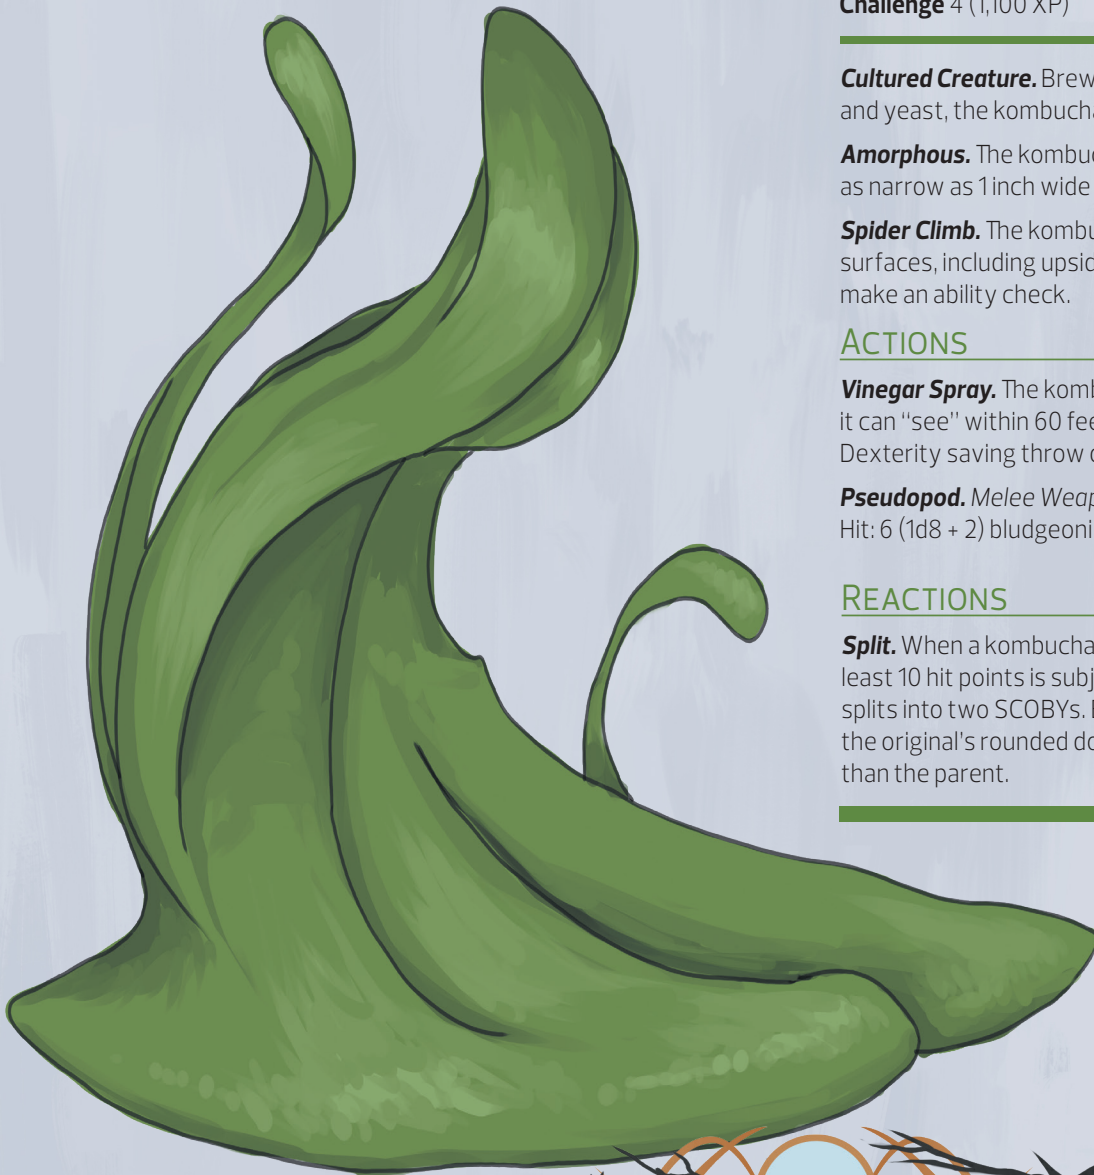 Challenge 4 (1,100 XP)
Cultured Creature. Brew
and yeast, the kombucha
Amorphous. The kombuc
as narrow as 1 inch wide
Spider Climb. The kombu
surfaces, including upsid
make an ability check.
ACTIONS
Vinegar Spray. The komb
it can "see" within 60 fee
Dexterity saving throw
Pseudopod. Melee Weap
Hit: 6 (1d8 + 2) bludgeoni
REACTIONS
Split. When a kombucha
least 10 hit points is subj
splits into two SCOBYs.
the original's rounded do
than the parent.